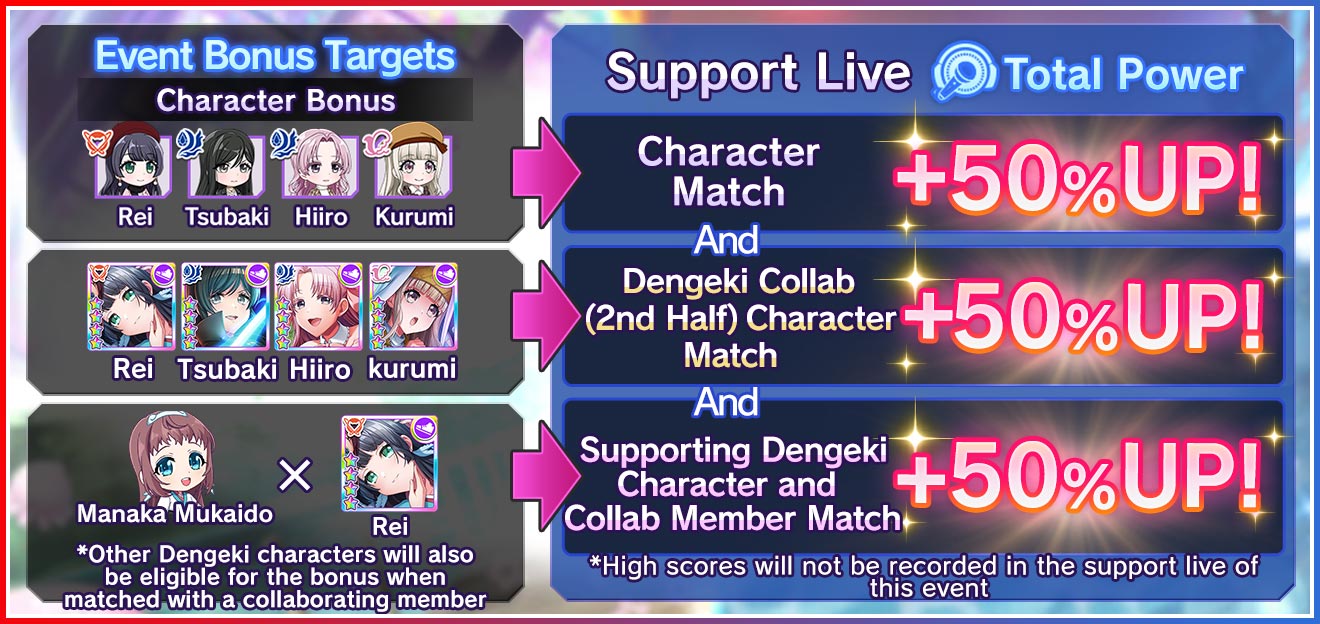 Event Bonus Targets
Character Bonus
Rei Tsubaki Hiiro Kurumi
Rei Tsubaki Hiiro kurumi
Manaka Mukaido
×
Rei
*Other Dengeki characters will also
be eligible for the bonus when
matched with a collaborating member
Support Live Total Power
Character
Match
+50%UP!
And
Dengeki Collab
(2nd Half) Character
Match
+50%UP!
And
Supporting Dengeki
Character and
Collab Member Match
+50%UP!
*High scores will not be recorded in the support live of
this event